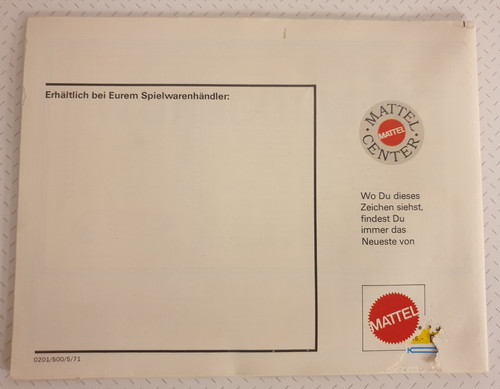 Erhältlich bei Eurem Spielwarenhändler:
MATTEL
CENTER
MATTEL
Wo Du dieses
Zeichen siehst,
findest Du
immer das
Neueste von
MATTEL
0201/500/5/71